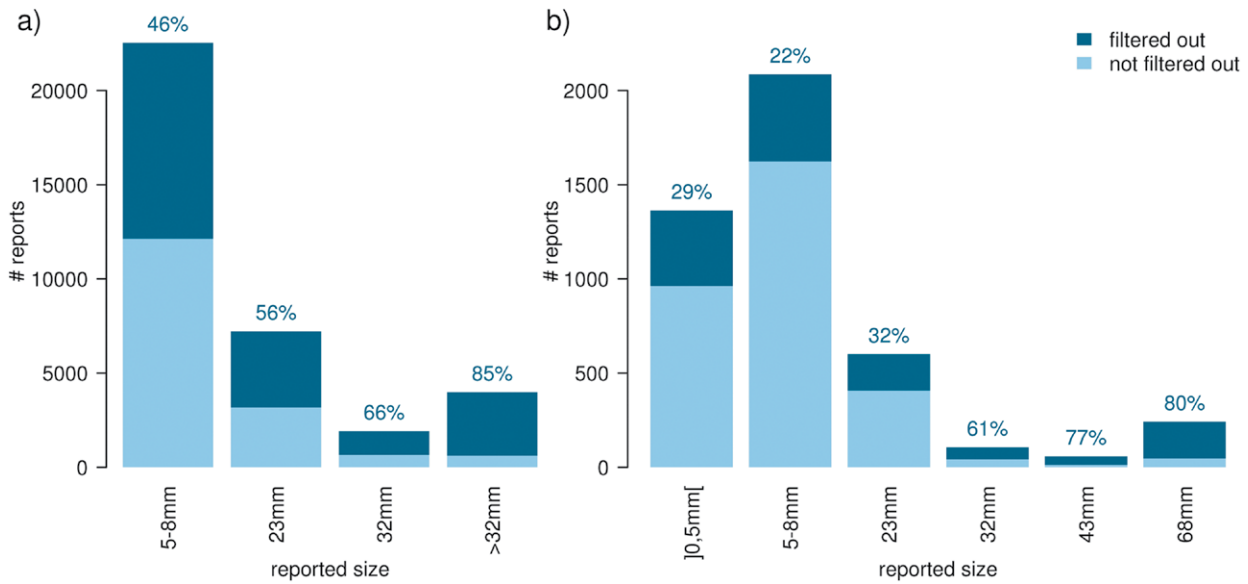 a)
46%
56%
66%
85%
20000
15000
10000
5000
0
# reports
5-8mm
23mm
32mm
>32mm
reported size
b)
filtered out
not filtered out
29%
22%
32%
61%
77%
80%
2000
1500
1000
500
0
# reports
]0,5mm[
5-8mm
23mm
32mm
43mm
68mm
reported size